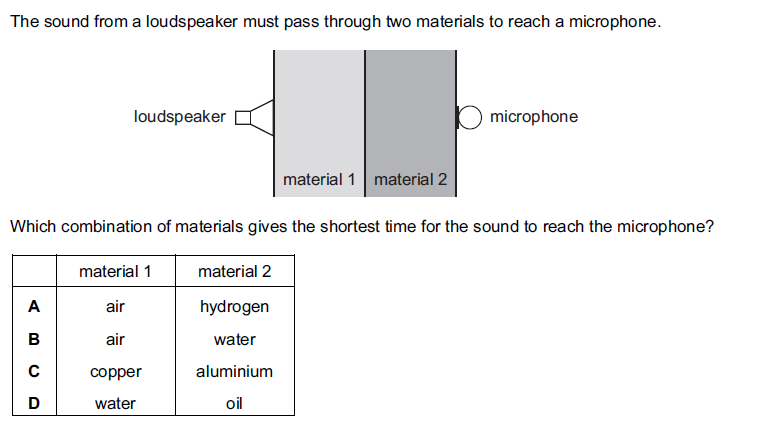 The sound from a loudspeaker must pass through two materials to reach a microphone.
loudspeaker
microphone
material 1 material 2
Which combination of materials gives the shortest time for the sound to reach the microphone?
material 1 material 2
A air hydrogen
B air water
C copper aluminium
D water oil